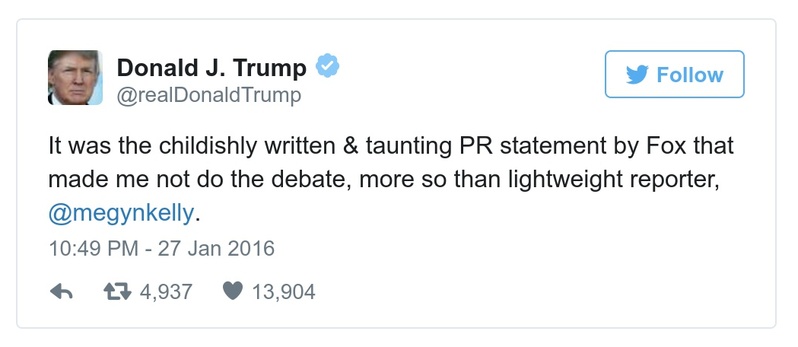 Donald J. Trump
@realDonaldTrump
Follow
It was the childishly written & taunting PR statement by Fox that
made me not do the debate, more so than lightweight reporter,
@megynkelly.
10:49 PM - 27 Jan 2016
4,937 13,904